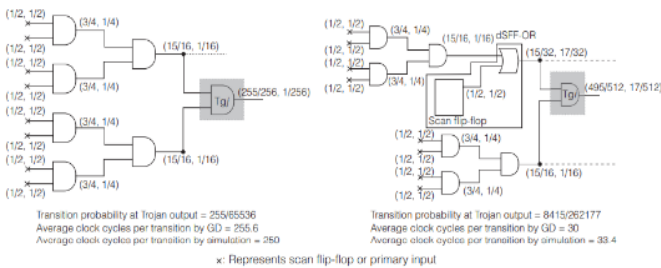 (1/2, 1/2)
(3/4, 1/4)
(1/2, 1/2)
(15/16, 1/16)
(1/2, 1/2)
(3/4, 1/4)
(1/2, 1/2)
Tg/
(255/256, 1/256)
(1/2, 1/2)
(3/4, 1/4)
(1/2, 1/2)
(1/2, 1/2)
(15/16, 1/16)
(3/4, 1/4)
(1/2, 1/2)
Transition probability at Trojan output = 255/65536
Average clock cycles per transition by GD = 255.6
Average clock cycles per transition by simulation = 250
(1/2, 1/2)
(3/4, 1/4)
dSFF-OR
(1/2, 1/2)
(15/16, 1/16)
(15/32, 17/32)
(1/2, 1/2)
(3/4, 1/4)
(1/2, 1/2)
(1/2, 1/2)
Tg/
(495/512, 17/512)
Scan flip-flop
(1/2, 1/2)
(3/4, 1/4)
(1/2, 1/2)
(1/2, 1/2)
(15/16, 1/16)
(3/4, 1/4)
(1/2, 1/2)
Transition probability at Trojan output = 8415/262177
Average clock cycles per transition by GD = 30
Average clock cycles per transition by simulation = 33.4
×: Represents scan flip-flop or primary input